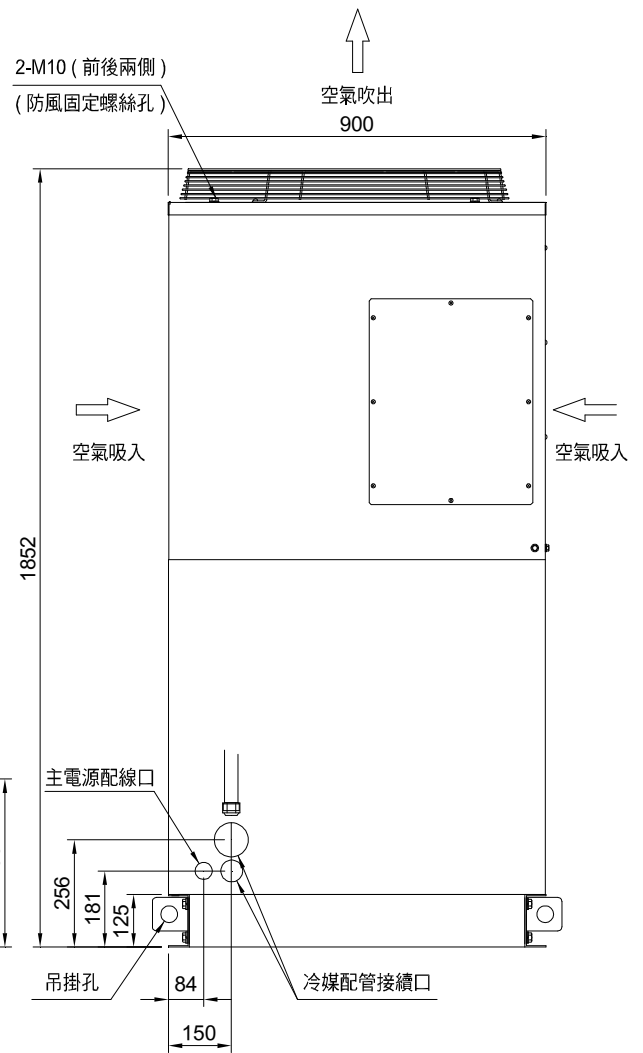 2-M10 ( 前後兩側 )
( 防風固定螺絲孔 )
空氣吹出
900
空氣吸入
空氣吸入
1852
主電源配線口
256
181
125
吊掛孔
84
冷媒配管接續口
150